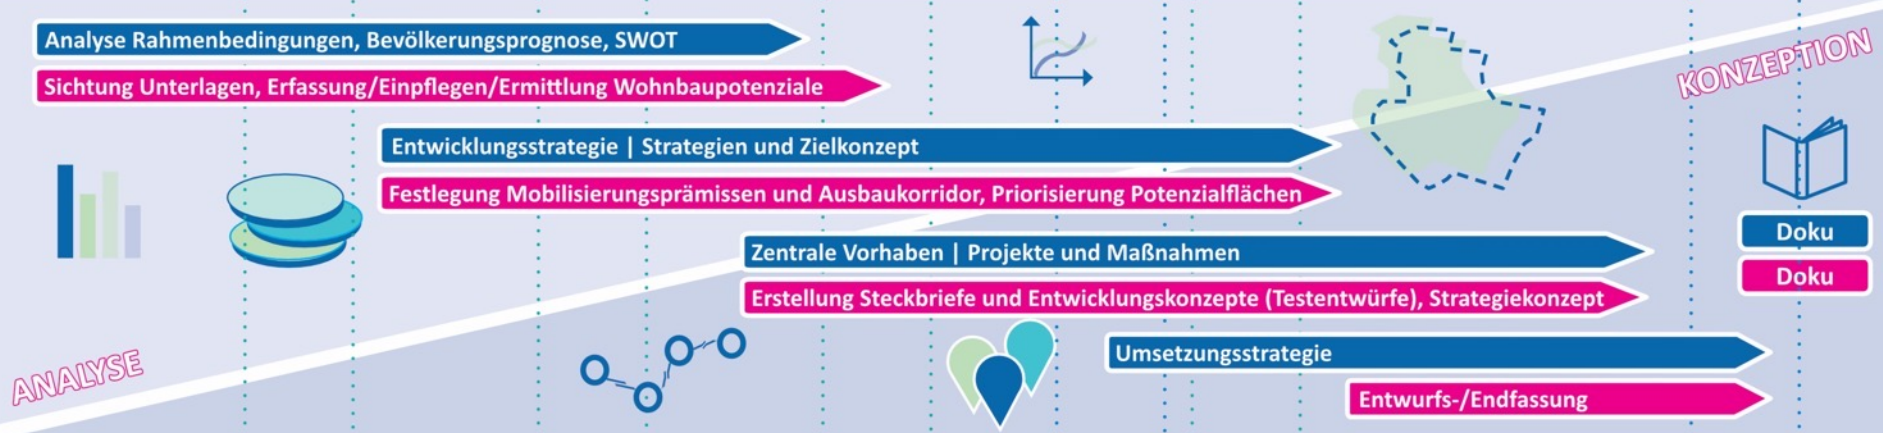 Analyse Rahmenbedingungen, Bevölkerungsprognose, SWOT
Sichtung Unterlagen, Erfassung/Einpflegen/Ermittlung Wohnbaupotenziale
KONZEPTION
Entwicklungsstrategie | Strategien und Zielkonzept
Festlegung Mobilisierungsprämissen und Ausbaukorridor, Priorisierung Potenzialflächen
Doku
Zentrale Vorhaben | Projekte und Maßnahmen
Doku
Erstellung Steckbriefe und Entwicklungskonzepte (Testentwürfe), Strategiekonzept
Umsetzungsstrategie
ANALYSE
Entwurfs-/Endfassung